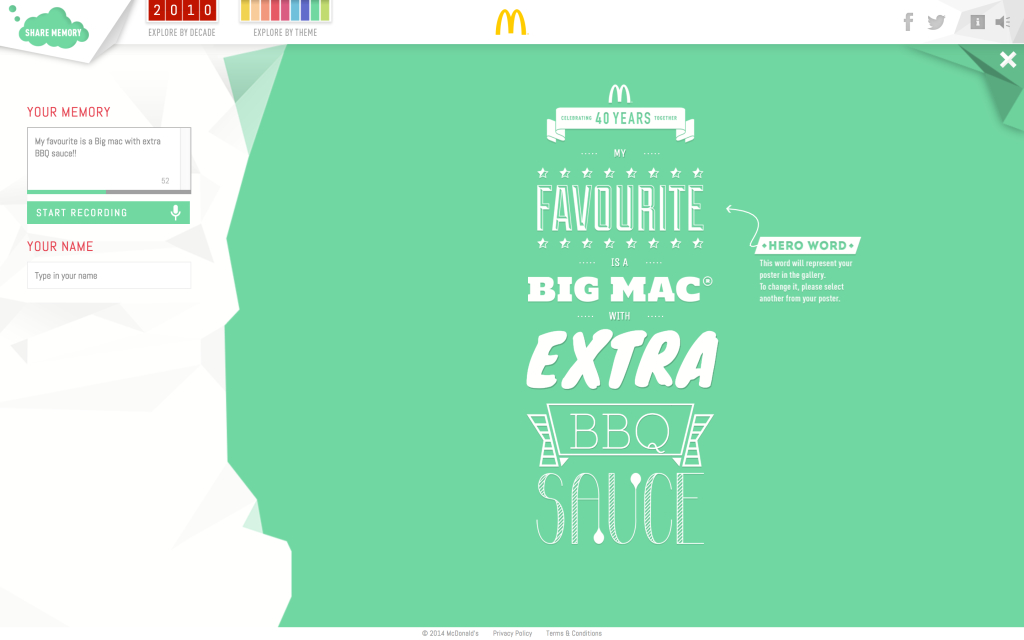 SHARE MEMORY
2010
EXPLORE BY DECADE
EXPLORE BY THEME
YOUR MEMORY
My favourite is a Big mac with extra
BBQ sauce!!
52
START RECORDING
YOUR NAME
Type in your name
CELEBRATING 40 YEARS TOGETHER
MY
FAVOURITE
IS A
BIG MAC®
WITH
EXTRA
BBQ
SAUCE
HERO WORD
This word will represent your
poster in the gallery.
To change it, please select
another from your poster.
© 2014 McDonald's Privacy Policy Terms & Conditions